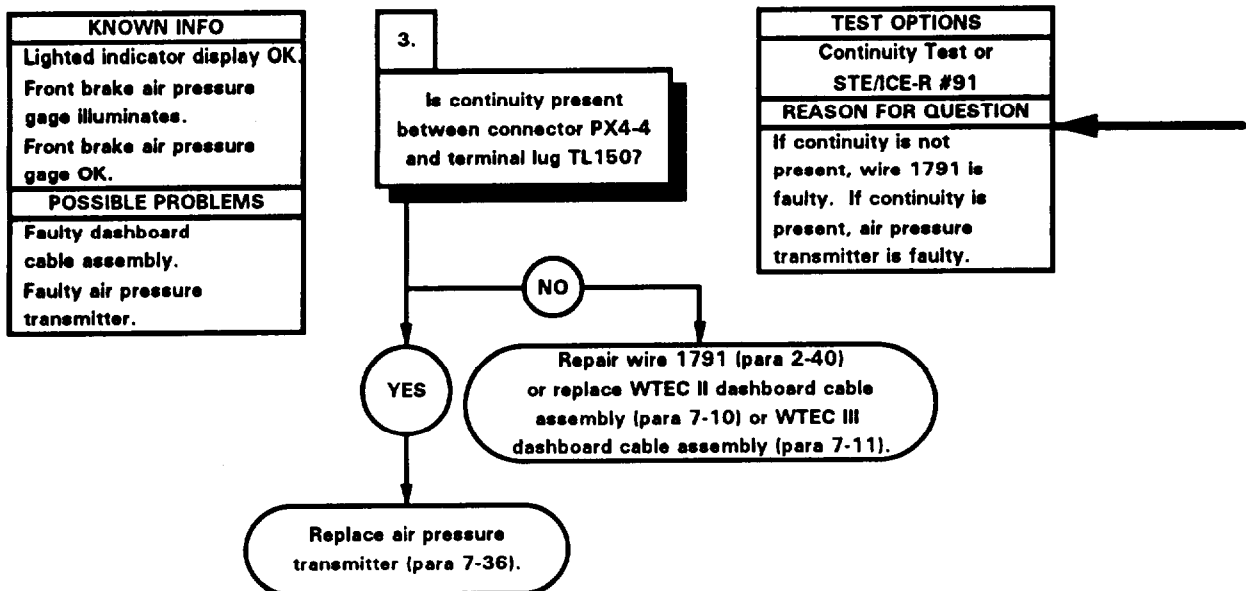 KNOWN INFO
Lighted indicator display OK.
Front brake air pressure
gage illuminates.
Front brake air pressure
gage OK.
POSSIBLE PROBLEMS
Faulty dashboard
cable assembly.
Faulty air pressure
transmitter.
3.
Is continuity present
between connector PX4-4
and terminal lug TL150?
TEST OPTIONS
Continuity Test or
STE/ICE-R #91
REASON FOR QUESTION
If continuity is not
present, wire 1791 is
faulty. If continuity is
present, air pressure
transmitter is faulty.
NO
YES
Repair wire 1791 (para 2-40)
or replace WTEC II dashboard cable
assembly (para 7-10) or WTEC III
dashboard cable assembly (para 7-11).
Replace air pressure
transmitter (para 7-36).